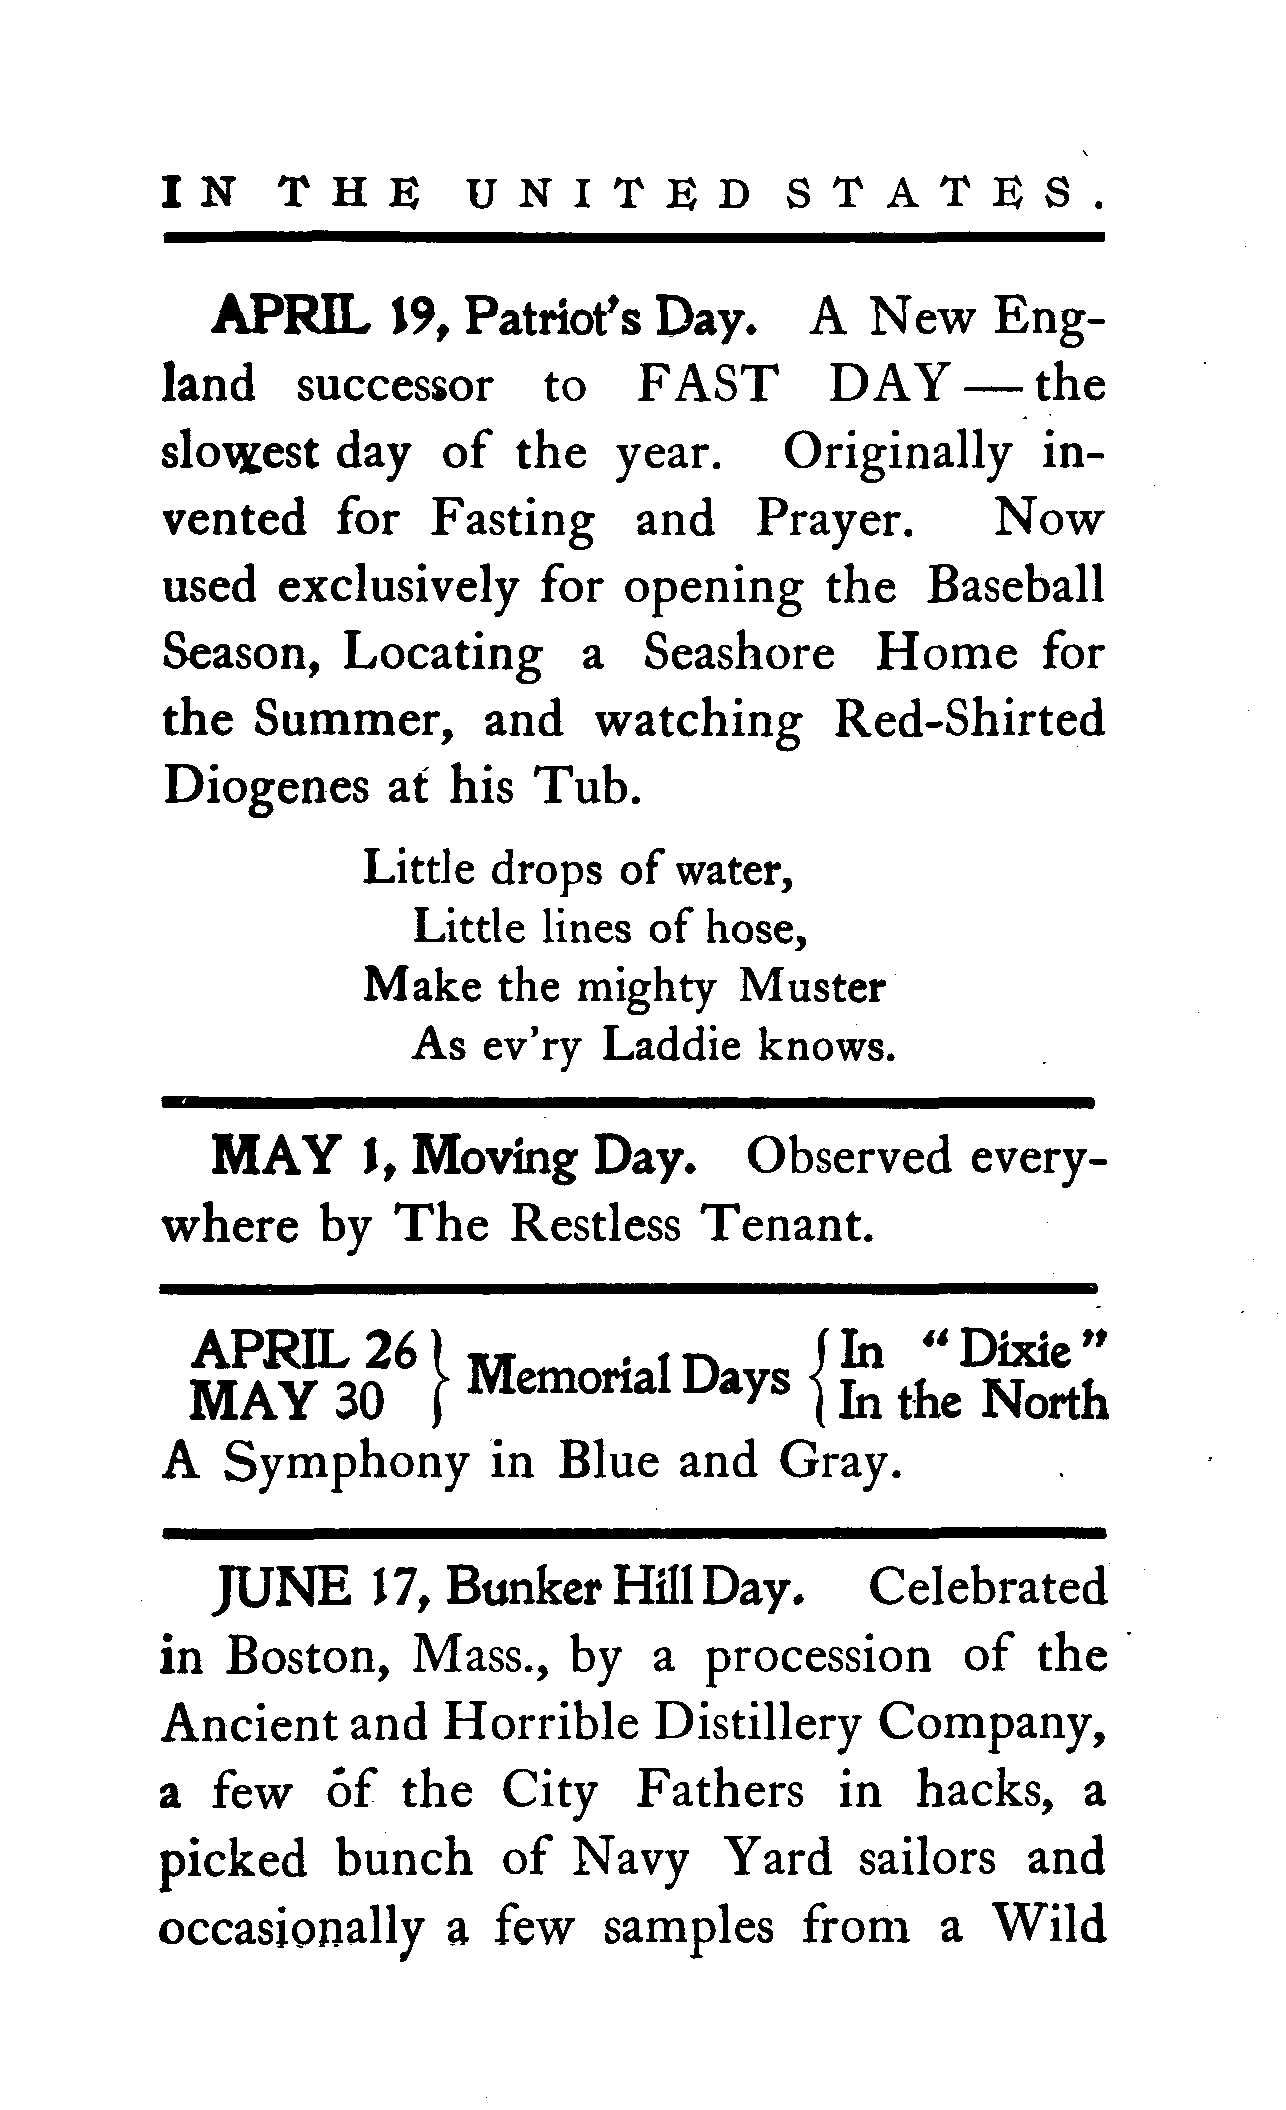 IN THE UNITED STATES.
APRIL 19, Patriot's Day. A New Eng-
land successor to FAST DAY — the
slowest day of the year. Originally in-
vented for Fasting and Prayer. Now
used exclusively for opening the Baseball
Season, Locating a Seashore Home for
the Summer, and watching Red-Shirted
Diogenes at his Tub.
Little drops of water,
Little lines of hose,
Make the mighty Muster
As ev'ry Laddie knows.
MAY 1, Moving Day. Observed every-
where by The Restless Tenant.
APRIL 26 } Memorial Days { In "Dixie"
MAY 30 } { In the North
A Symphony in Blue and Gray.
JUNE 17, Bunker Hill Day. Celebrated
in Boston, Mass., by a procession of the
Ancient and Horrible Distillery Company,
a few of the City Fathers in hacks, a
picked bunch of Navy Yard sailors and
occasionally a few samples from a Wild